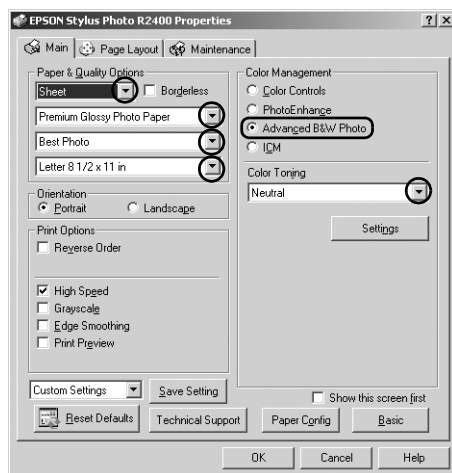 EPSON Stylus Photo R2400 Properties
Main
Page Layout
Maintenance
Paper & Quality Options
Sheet
Borderless
Premium Glossy Photo Paper
Best Photo
Letter 8 1/2 x 11 in
Orientation
Portrait
Landscape
Print Options
Reverse Order
High Speed
Grayscale
Edge Smoothing
Print Preview
Color Management
Color Controls
PhotoEnhance
Advanced B&W Photo
ICM
Color Toning
Neutral
Settings
Custom Settings
Save Setting
Show this screen first
Reset Defaults
Technical Support
Paper Config
Basic
OK
Cancel
Help